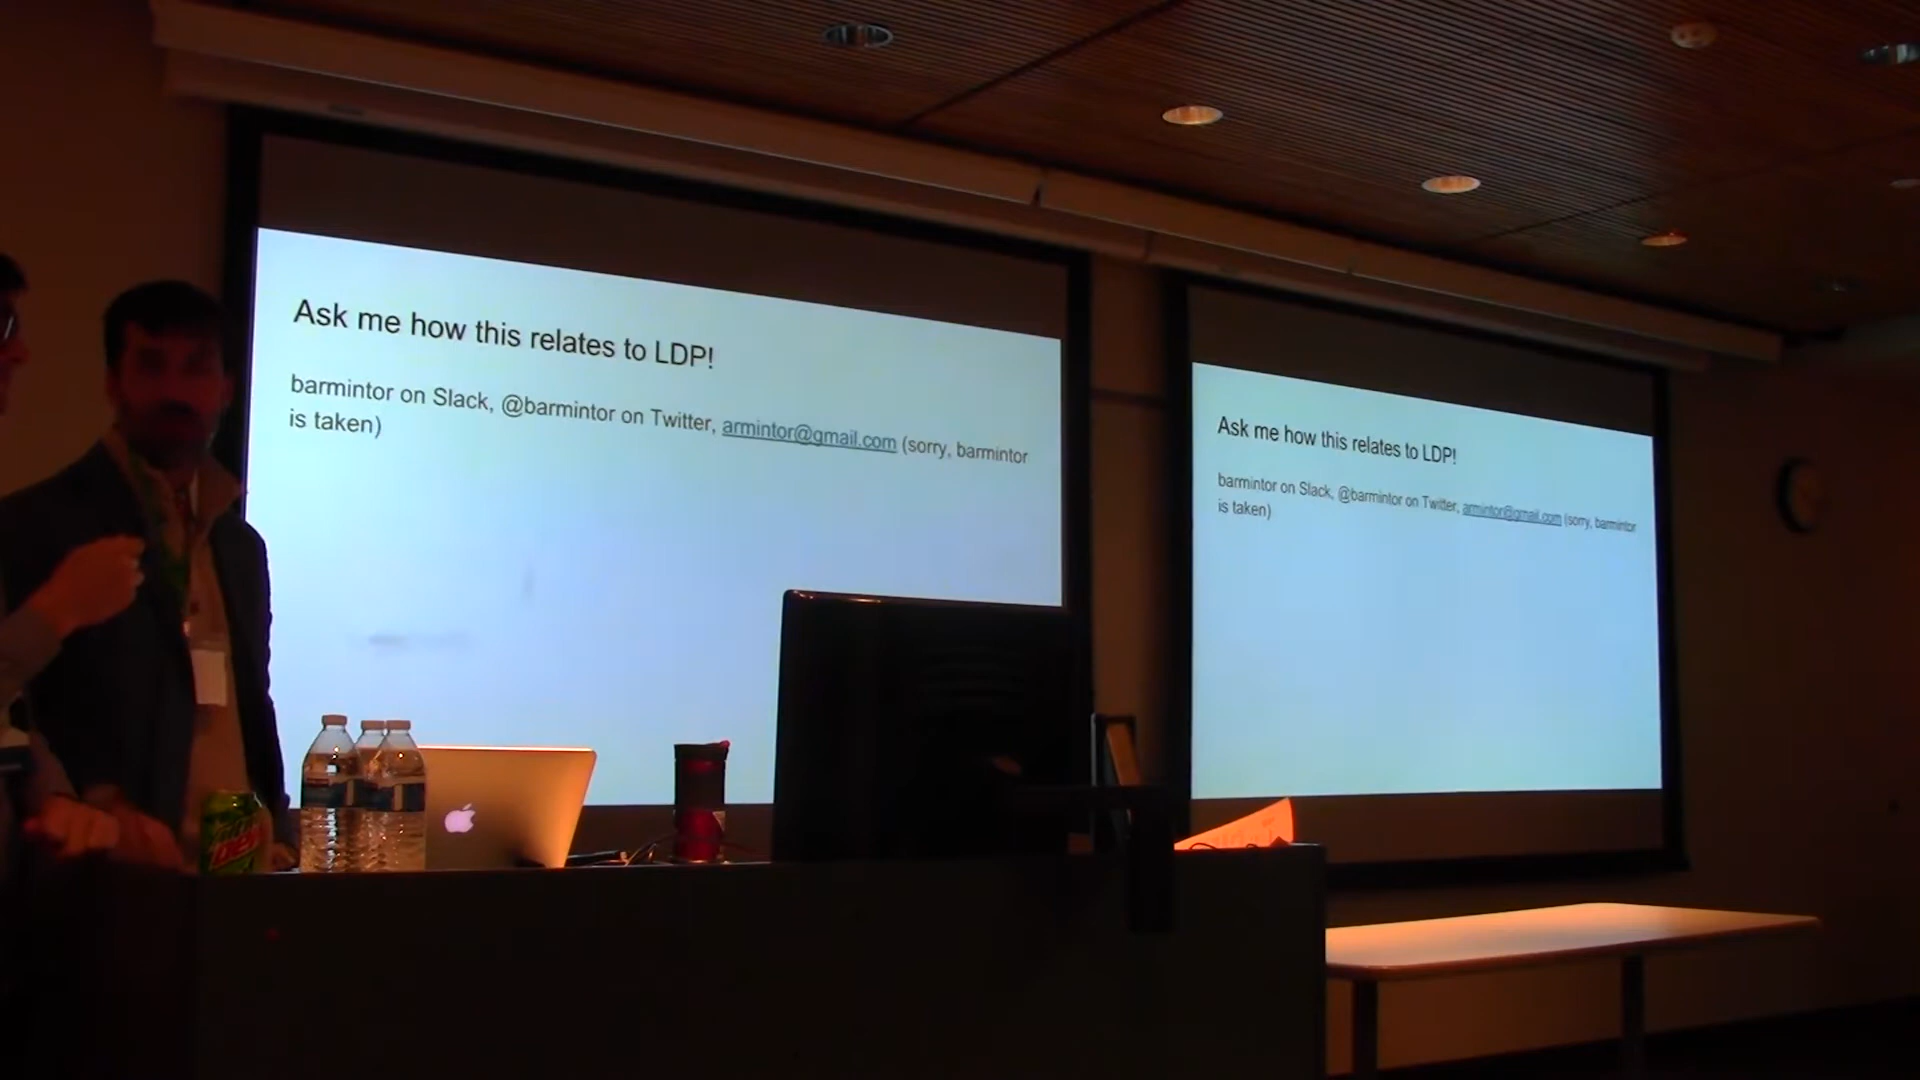 Ask me how this relates to LDP!
barmintor on Slack, @barmintor on Twitter, armintor@gmail.com (sorry, barmintor
is taken)
Ask me how this relates to LDP!
barmintor on Slack, @barmintor on Twitter, armintor@gmail.com (sorry, barmintor
is taken)